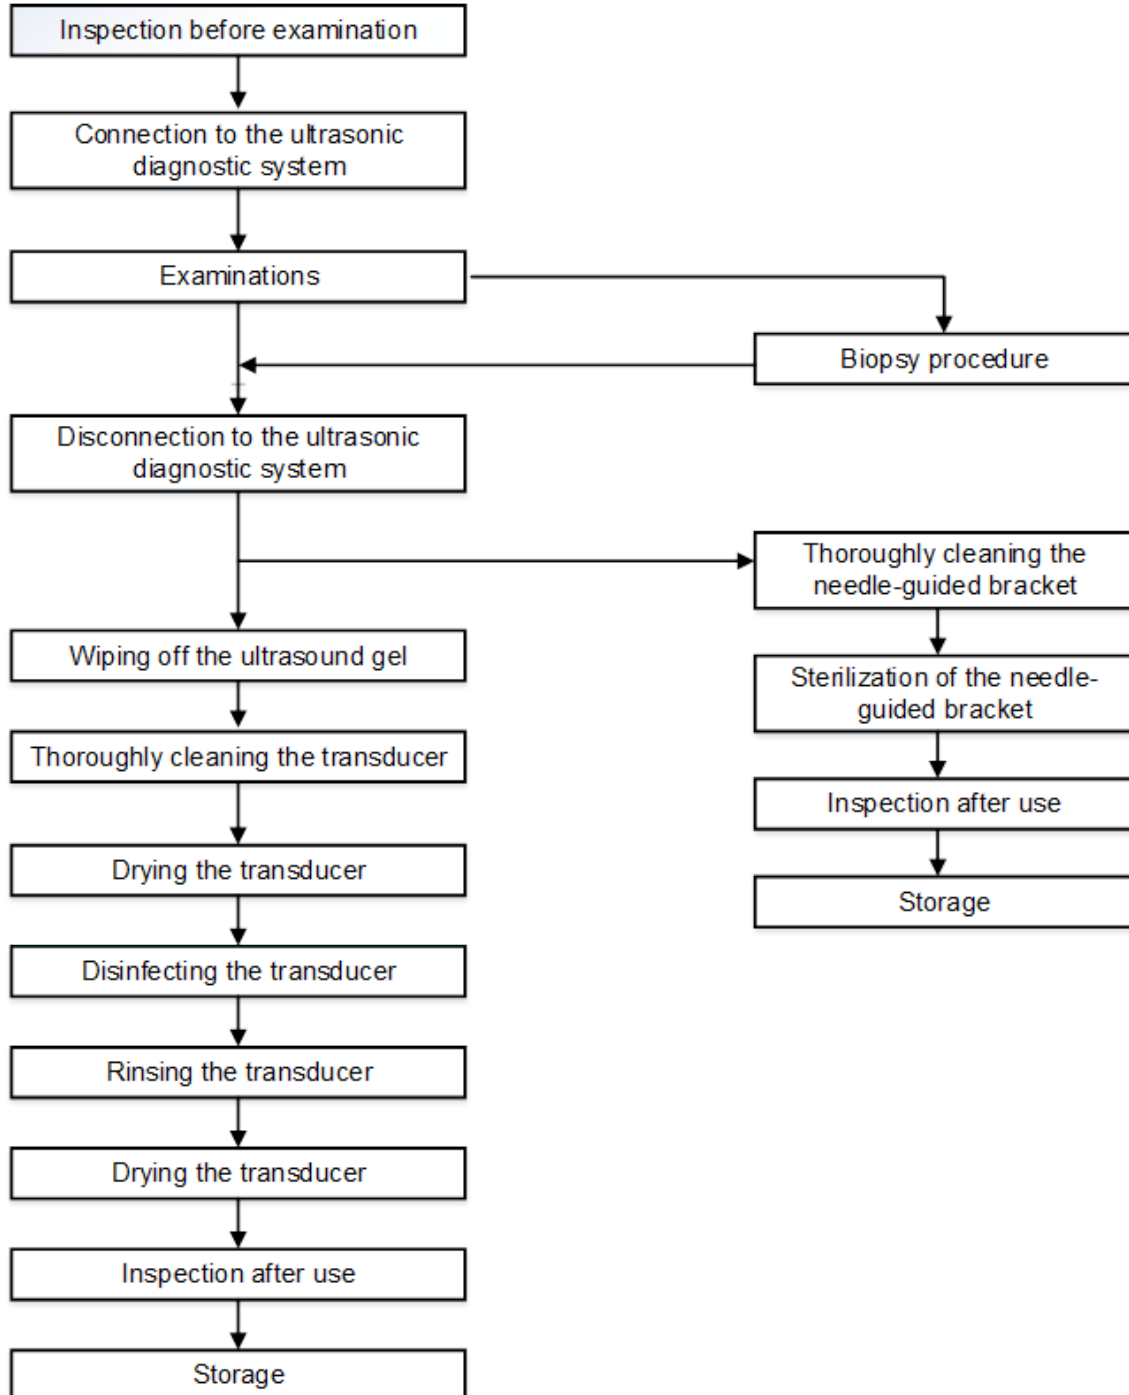 Inspection before examination
Connection to the ultrasonic
diagnostic system
Examinations
Biopsy procedure
Disconnection to the ultrasonic
diagnostic system
Thoroughly cleaning the
needle-guided bracket
Wiping off the ultrasound gel
Sterilization of the needle-
guided bracket
Thoroughly cleaning the transducer
Inspection after use
Drying the transducer
Storage
Disinfecting the transducer
Rinsing the transducer
Drying the transducer
Inspection after use
Storage